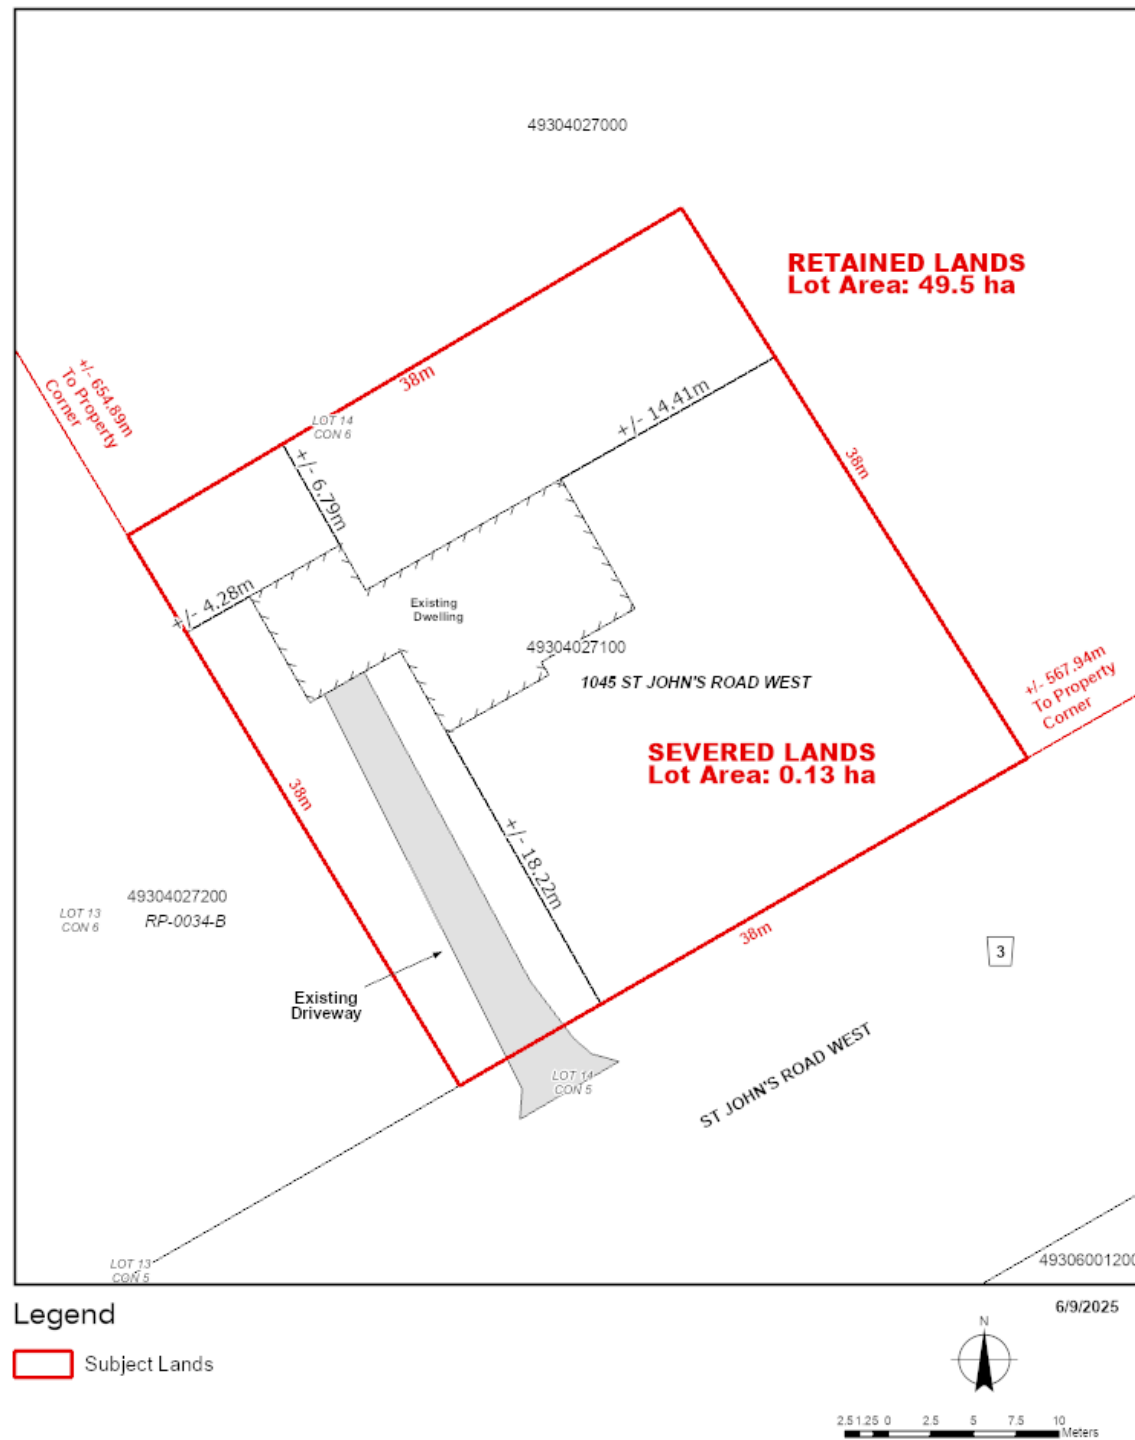 49304027000
RETAINED LANDS
Lot Area: 49.5 ha
+/- 654.89m
To Property
Corner
38m
LOT 14
CON 6
+/- 14.41m
+/- 6.79m
38m
+/- 4.28m
Existing
Dwelling
49304027100
1045 ST JOHN'S ROAD WEST
+/- 567.94m
To Property
Corner
SEVERED LANDS
Lot Area: 0.13 ha
38m
+/- 18.22m
49304027200
RP-0034-B
LOT 13
CON 6
38m
3
Existing
Driveway
LOT 14
CON 5
ST JOHN'S ROAD WEST
LOT 13
CON 5
49306001200
Legend
6/9/2025
Subject Lands
N
2.5 1.25 0 2.5 5 7.5 10
Meters